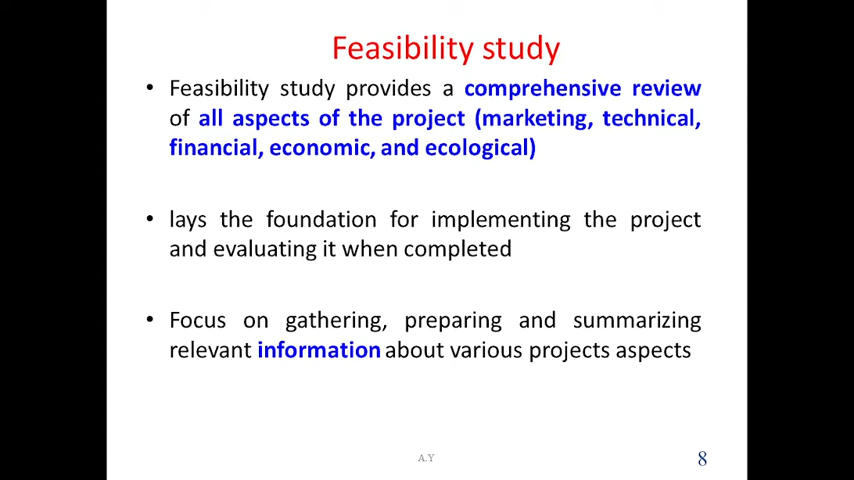 Feasibility study
• Feasibility study provides a comprehensive review
of all aspects of the project (marketing, technical,
financial, economic, and ecological)
• lays the foundation for implementing the project
and evaluating it when completed
• Focus on gathering, preparing and summarizing
relevant information about various projects aspects
A.Y
8